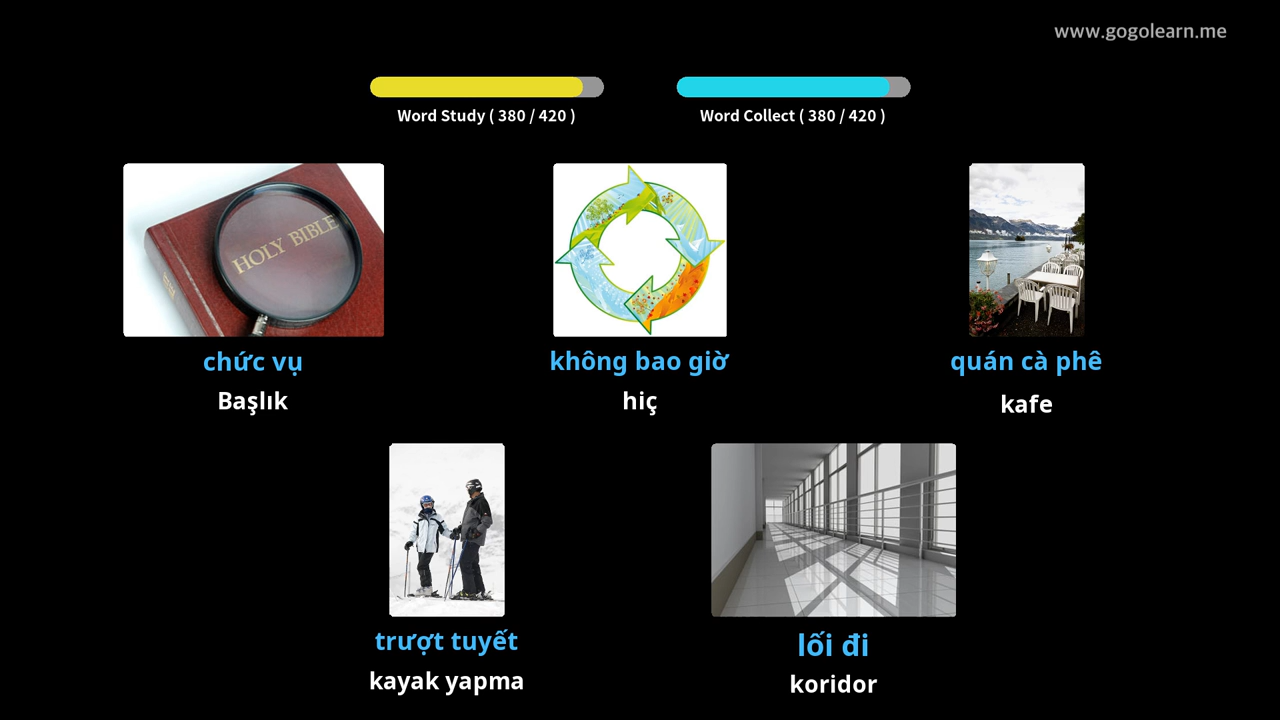 www.gogolearn.me
Word Study ( 380 / 420 )
Word Collect ( 380 / 420 )
HOLY BIBLE
chức vụ
Başlık
không bao giờ
hiç
quán cà phê
kafe
trượt tuyết
kayak yapma
lối đi
koridor